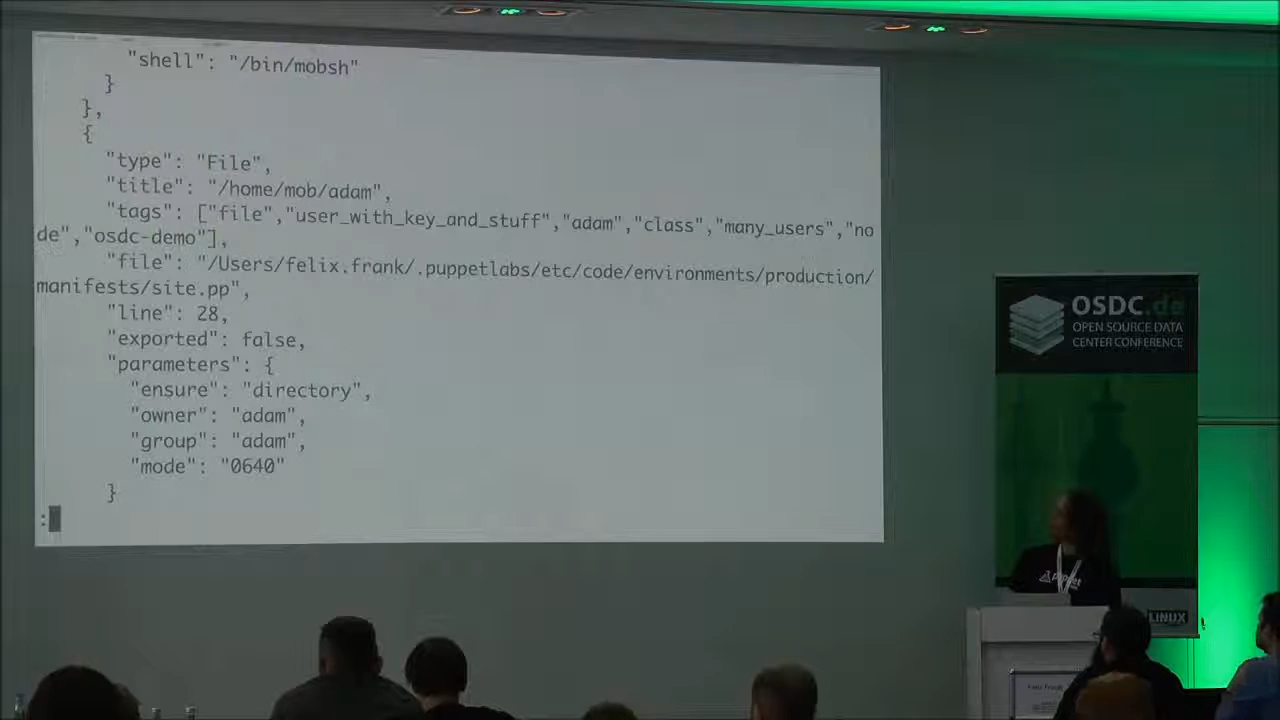 "shell": "/bin/mobsh"
}
},
{
"type": "File",
"title": "/home/mob/adam",
"tags": ["file","user_with_key_and_stuff","adam","class","many_users","no
de","osdc-demo"],
"file": "/Users/felix.frank/.puppetlabs/etc/code/environments/production/
manifests/site.pp",
"line": 28,
"exported": false,
"parameters": {
"ensure": "directory",
"owner": "adam",
"group": "adam",
"mode": "0640"
}
:
OSDC.de
OPEN SOURCE DATA
CENTER CONFERENCE
LINUX